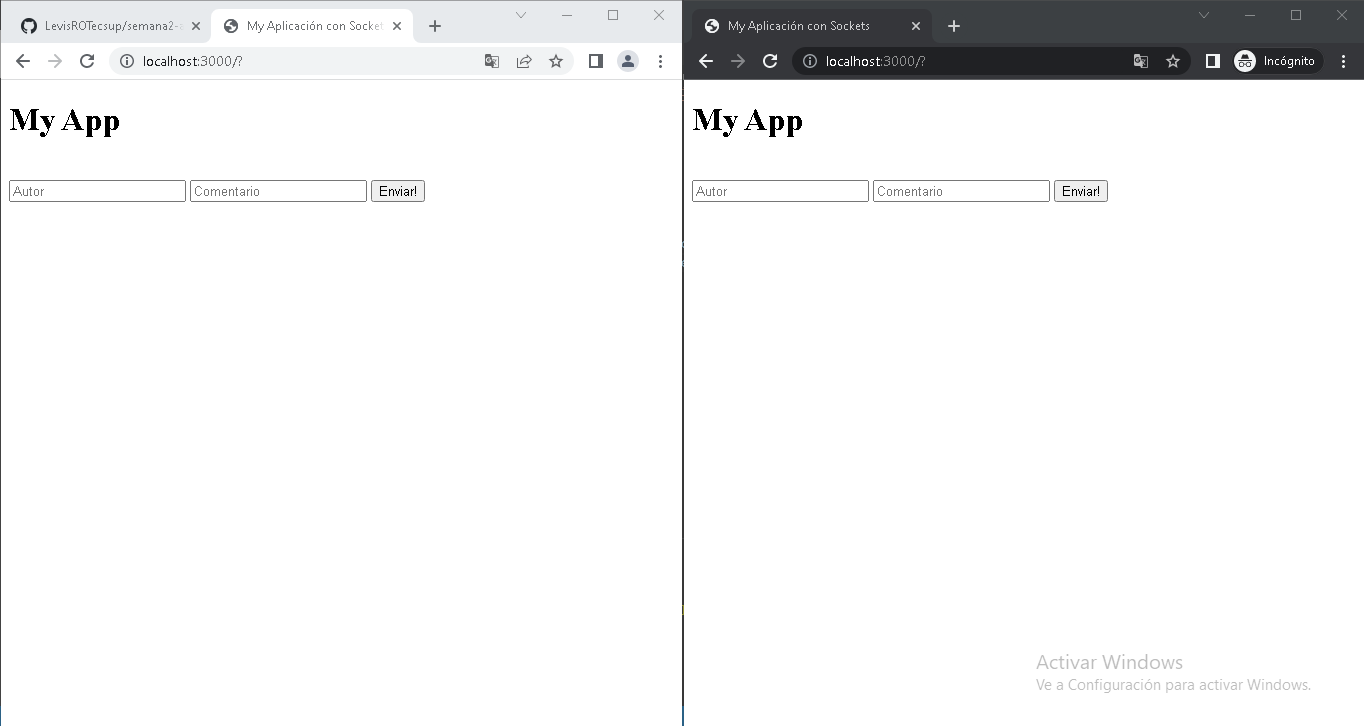 LevisROTecsup/semana2-
My Aplicación con Socket
localhost:3000/?
My App
Autor
Comentario
Enviar!
My Aplicación con Sockets
localhost:3000/?
Incógnito
My App
Autor
Comentario
Enviar!
Activar Windows
Ve a Configuración para activar Windows.